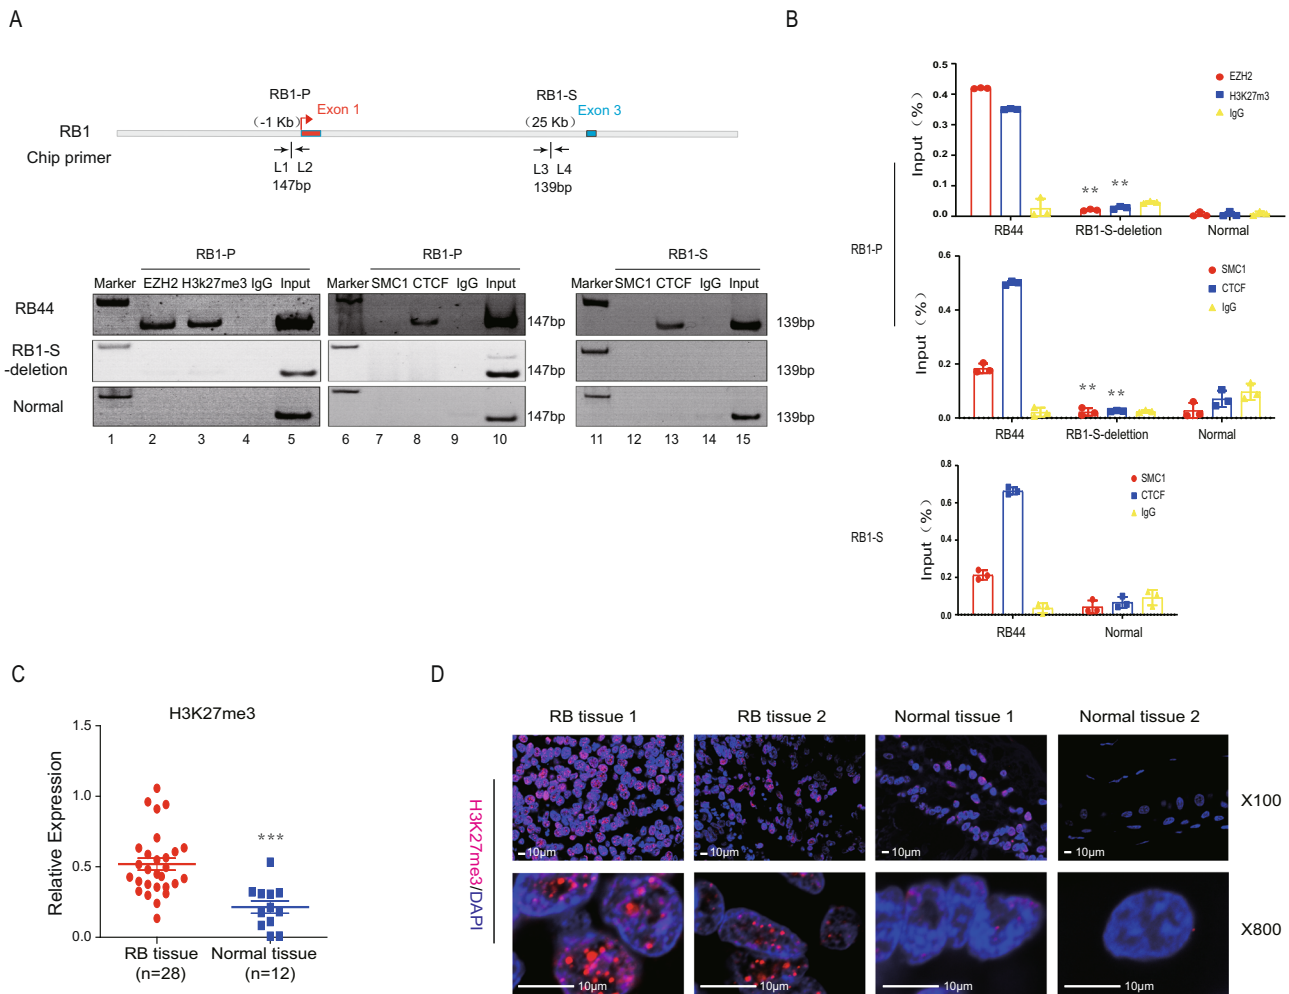 A
RB1-P
(-1 Kb)
Exon 1
RB1-S
(25 Kb)
Exon 3
RB1
Chip primer
L1 L2
147bp
L3 L4
139bp
RB1-P
RB1-P
RB1-S
Marker EZH2 H3k27me3 IgG Input
Marker SMC1 CTCF IgG Input
Marker SMC1 CTCF IgG Input
RB44
147bp
139bp
RB1-S
-deletion
147bp
139bp
Normal
147bp
139bp
1 2 3 4 5 6 7 8 9 10 11 12 13 14 15
B
RB1-P
Input (%)
0.5
0.4
0.3
0.2
0.1
0.0
EZH2
H3K27m3
IgG
** **
RB44 RB1-S-deletion Normal
Input (%)
0.6
0.4
0.2
0.0
SMC1
CTCF
IgG
** **
RB44 RB1-S-delettion Normal
RB1-S
Input (%)
0.8
0.6
0.4
0.2
0.0
SMC1
CTCF
IgG
RB44 Normal
C
H3K27me3
Relative Expression
1.5
1.0
0.5
0.0
***
RB tissue Normal tissue
(n=28) (n=12)
D
RB tissue 1 RB tissue 2 Normal tissue 1 Normal tissue 2
H3K27me3/DAPI
10μm 10μm 10μm 10μm
X100
10μm 10μm 10μm 10μm
X800